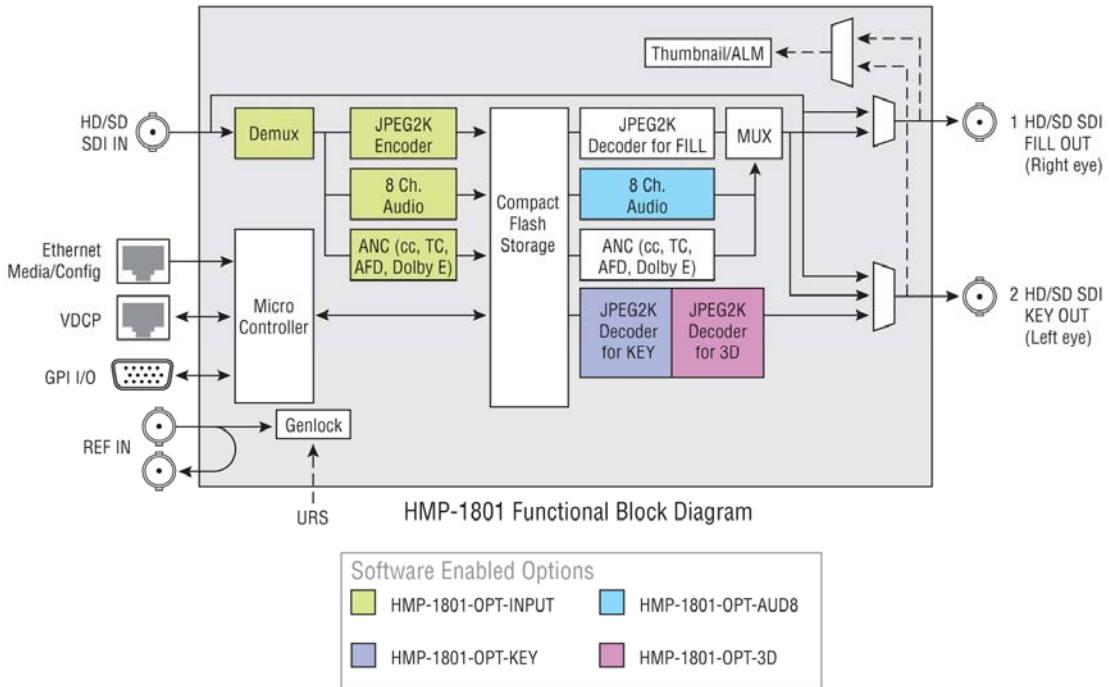 Thumbnail/ALM
HD/SD
SDI IN
Demux
JPEG2K
Encoder
8 Ch.
Audio
ANC (cc, TC,
AFD, Dolby E)
Compact
Flash
Storage
JPEG2K
Decoder for FILL
MUX
8 Ch.
Audio
ANC (cc, TC,
AFD, Dolby E)
JPEG2K
Decoder
for KEY
JPEG2K
Decoder
for 3D
1 HD/SD SDI
FILL OUT
(Right eye)
2 HD/SD SDI
KEY OUT
(Left eye)
Ethernet
Media/Config
VDCP
GPI I/O
REF IN
Micro
Controller
Genlock
URS
HMP-1801 Functional Block Diagram
Software Enabled Options
HMP-1801-OPT-INPUT
HMP-1801-OPT-AUD8
HMP-1801-OPT-KEY
HMP-1801-OPT-3D